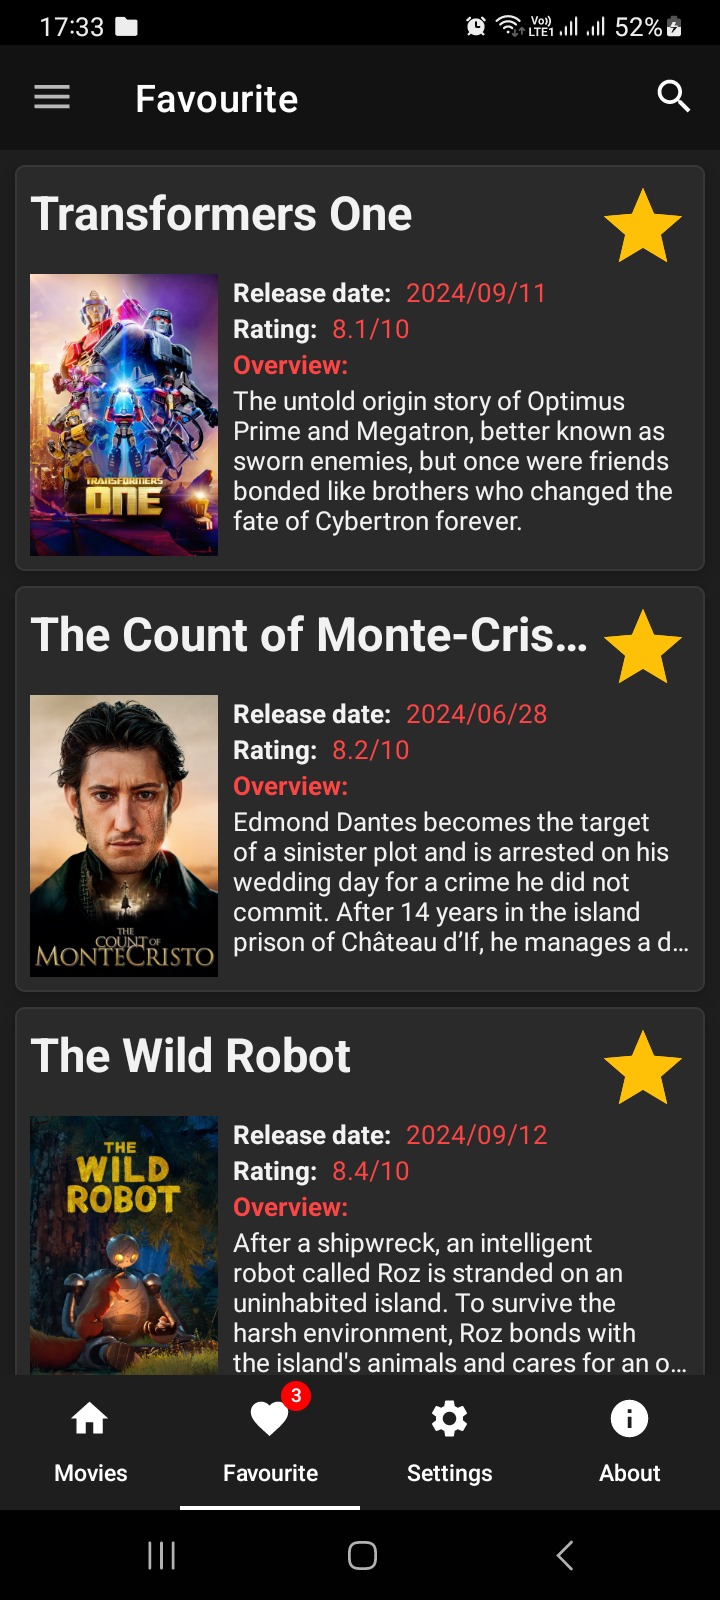 17:33
Vo)) LTE1 52%
Favourite
Transformers One
TRANSFORMERS
ONE
Release date: 2024/09/11
Rating: 8.1/10
Overview:
The untold origin story of Optimus
Prime and Megatron, better known as
sworn enemies, but once were friends
bonded like brothers who changed the
fate of Cybertron forever.
The Count of Monte-Cris...
THE
COUNT OF
MONTECRISTO
Release date: 2024/06/28
Rating: 8.2/10
Overview:
Edmond Dantes becomes the target
of a sinister plot and is arrested on his
wedding day for a crime he did not
commit. After 14 years in the island
prison of Château d’If, he manages a d...
The Wild Robot
THE
WILD
ROBOT
Release date: 2024/09/12
Rating: 8.4/10
Overview:
After a shipwreck, an intelligent
robot called Roz is stranded on an
uninhabited island. To survive the
harsh environment, Roz bonds with
the island's animals and cares for an o...
3
Movies Favourite Settings About